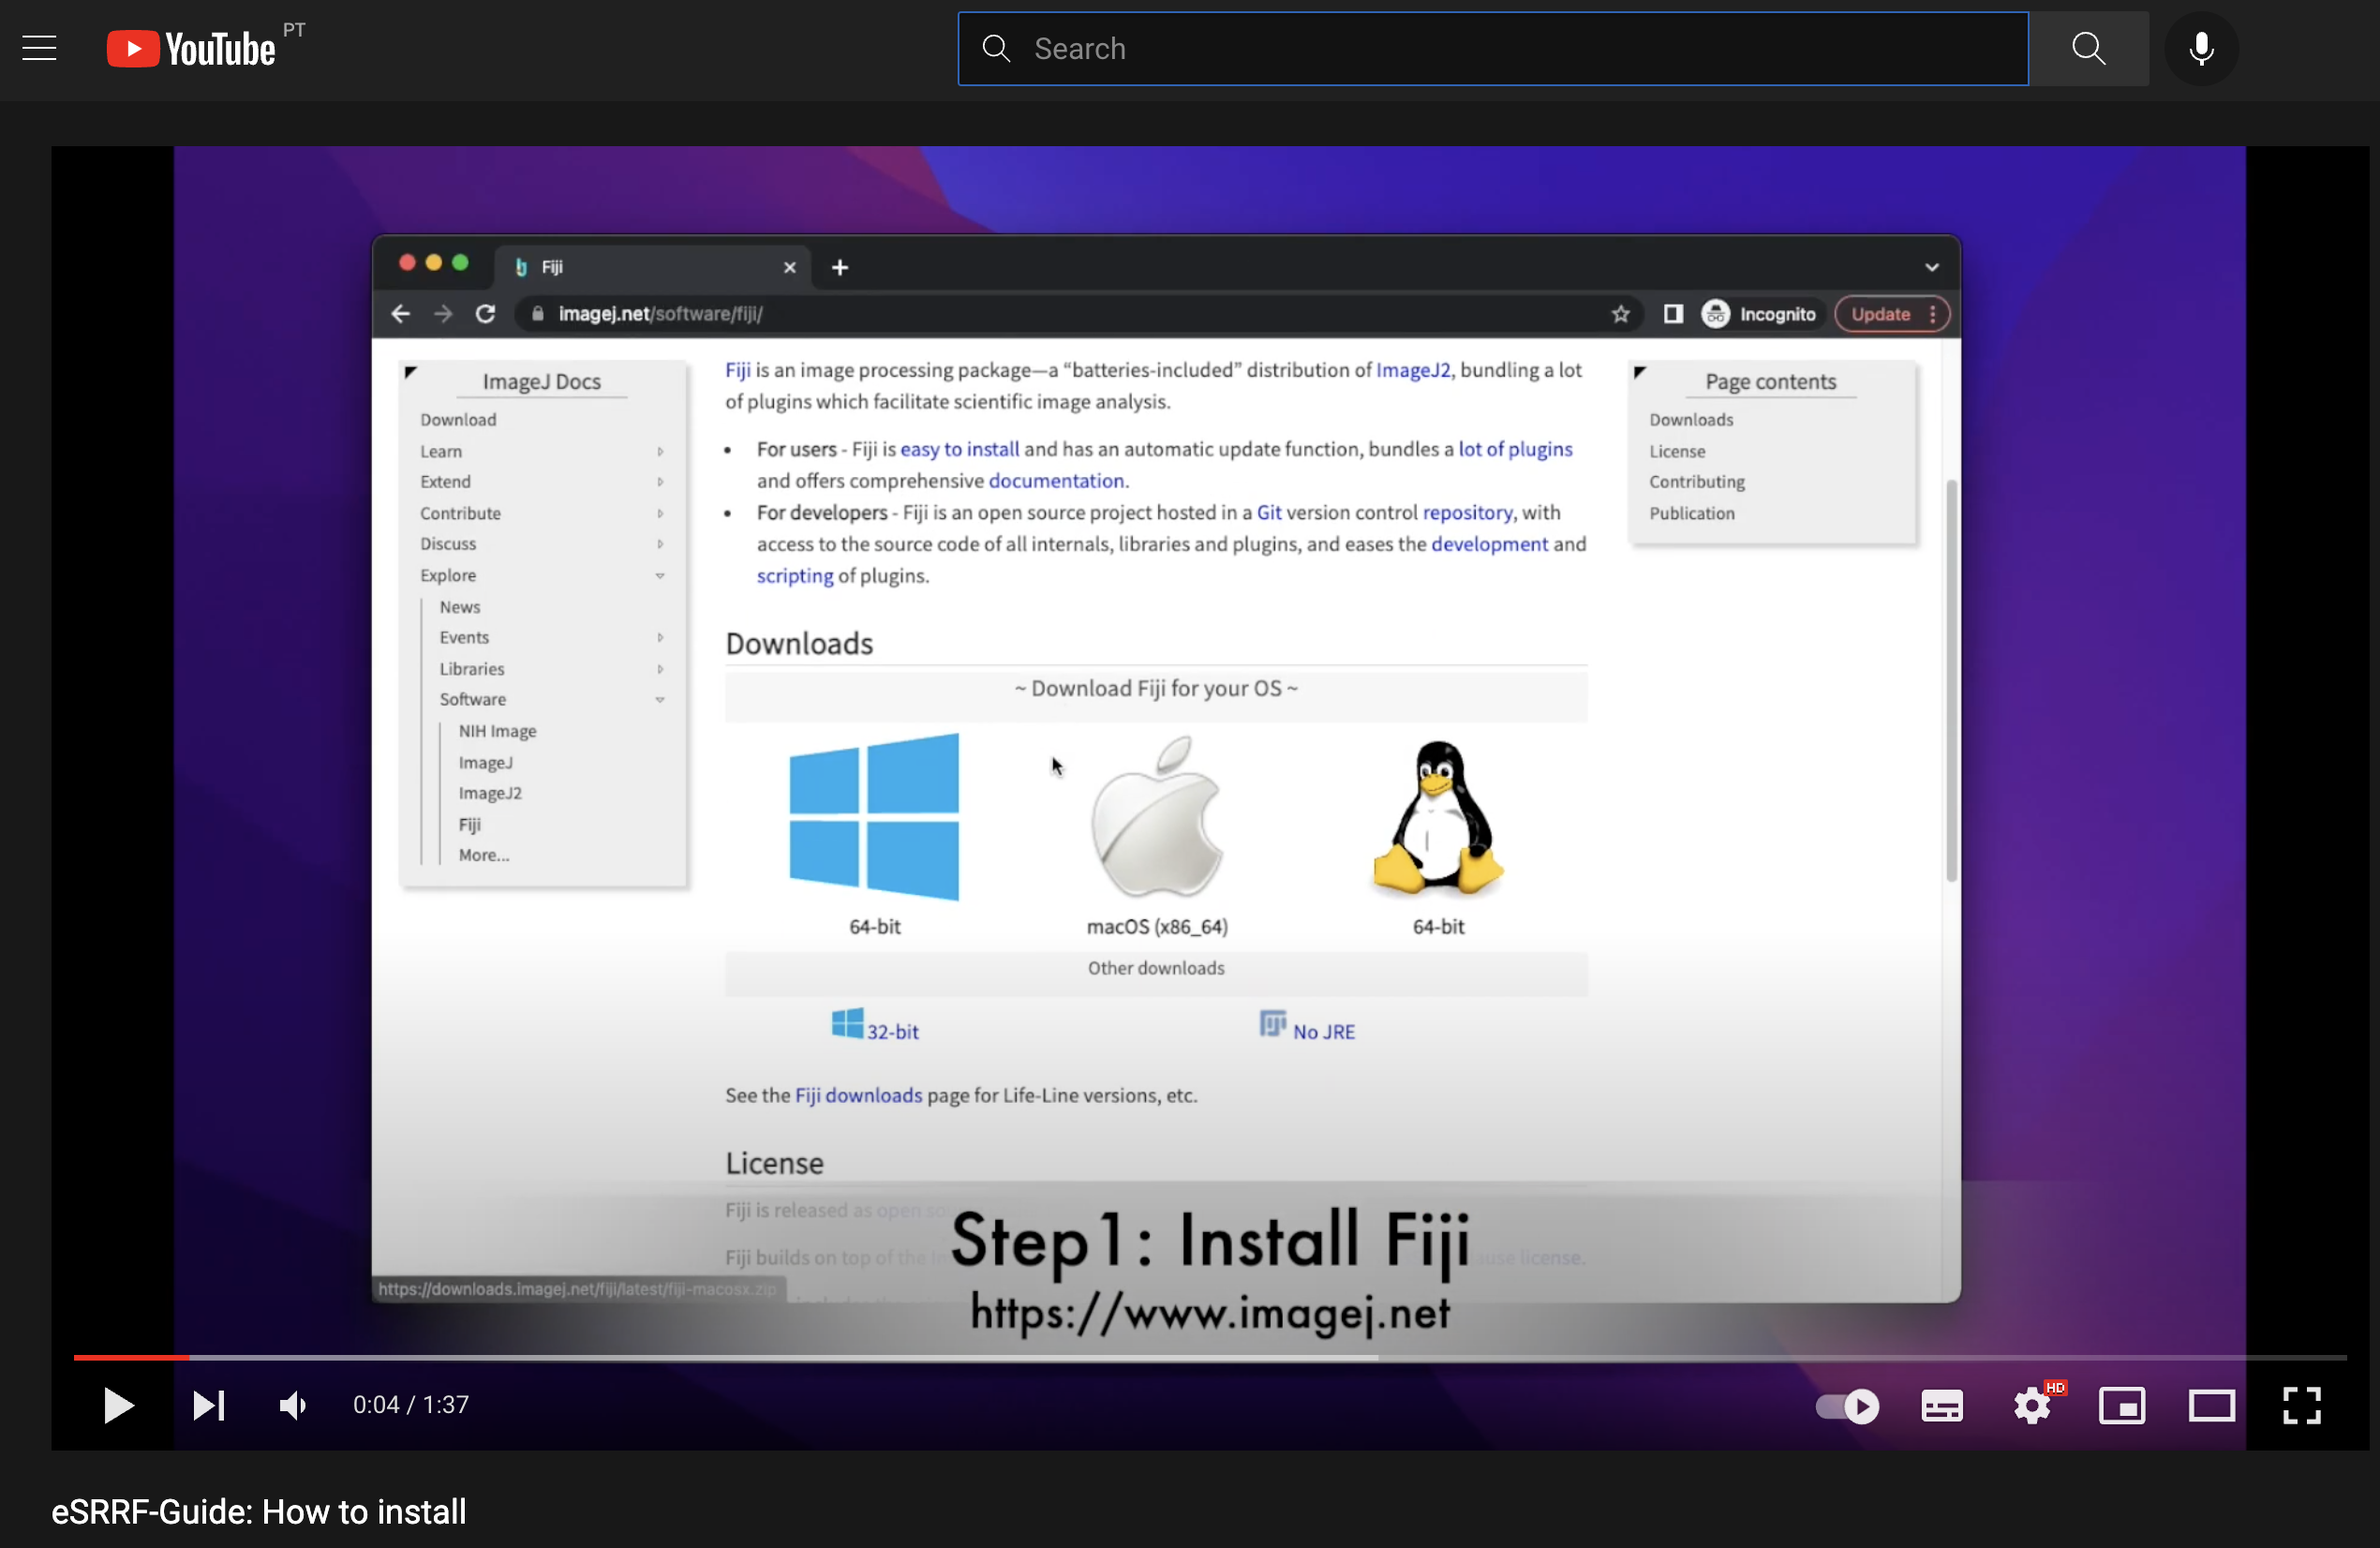 YouTube PT
Search
Fiji
imagej.net/software/fiji/
Incognito
Update
ImageJ Docs
Download
Learn
Extend
Contribute
Discuss
Explore
News
Events
Libraries
Software
NIH Image
ImageJ
ImageJ2
Fiji
More...
Fiji is an image processing package—a “batteries-included” distribution of ImageJ2, bundling a lot
of plugins which facilitate scientific image analysis.
• For users - Fiji is easy to install and has an automatic update function, bundles a lot of plugins
and offers comprehensive documentation.
• For developers - Fiji is an open source project hosted in a Git version control repository, with
access to the source code of all internals, libraries and plugins, and eases the development and
scripting of plugins.
Downloads
~ Download Fiji for your OS ~
64-bit
macOS (x86_64)
64-bit
Other downloads
32-bit
No JRE
See the Fiji downloads page for Life-Line versions, etc.
License
Fiji is released as open
Fiji builds on top of the license.
Page contents
Downloads
License
Contributing
Publication
https://downloads.imagej.net/fiji/latest/fiji-macosx.zip
Step1: Install Fiji
https://www.imagej.net
0:04 / 1:37
HD
eSRRF-Guide: How to install